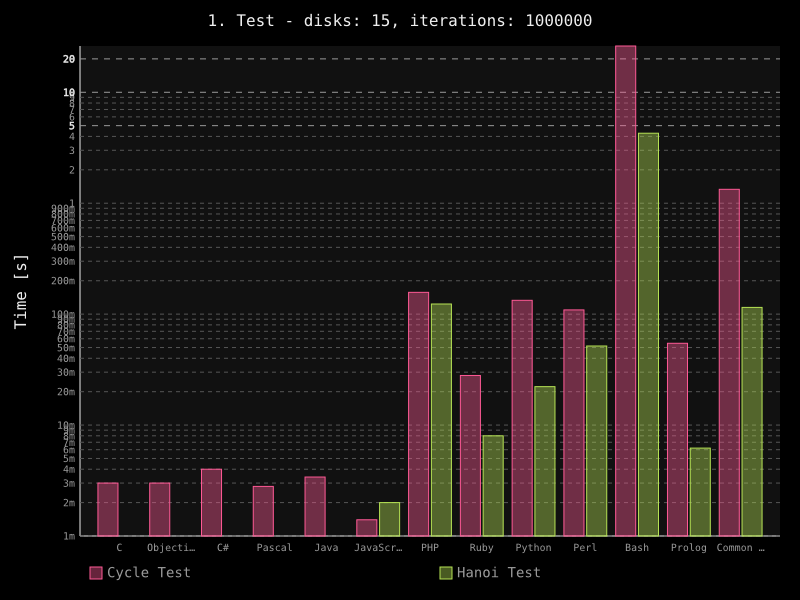 1. Test - disks: 15, iterations: 1000000
Time [s]
20
10
9
8
7
6
5
4
3
2
1
900m
800m
700m
600m
500m
400m
300m
200m
100m
90m
80m
70m
60m
50m
40m
30m
20m
10m
9m
8m
7m
6m
5m
4m
3m
2m
1m
C Objecti… C# Pascal Java JavaScr… PHP Ruby Python Perl Bash Prolog Common …
Cycle Test Hanoi Test